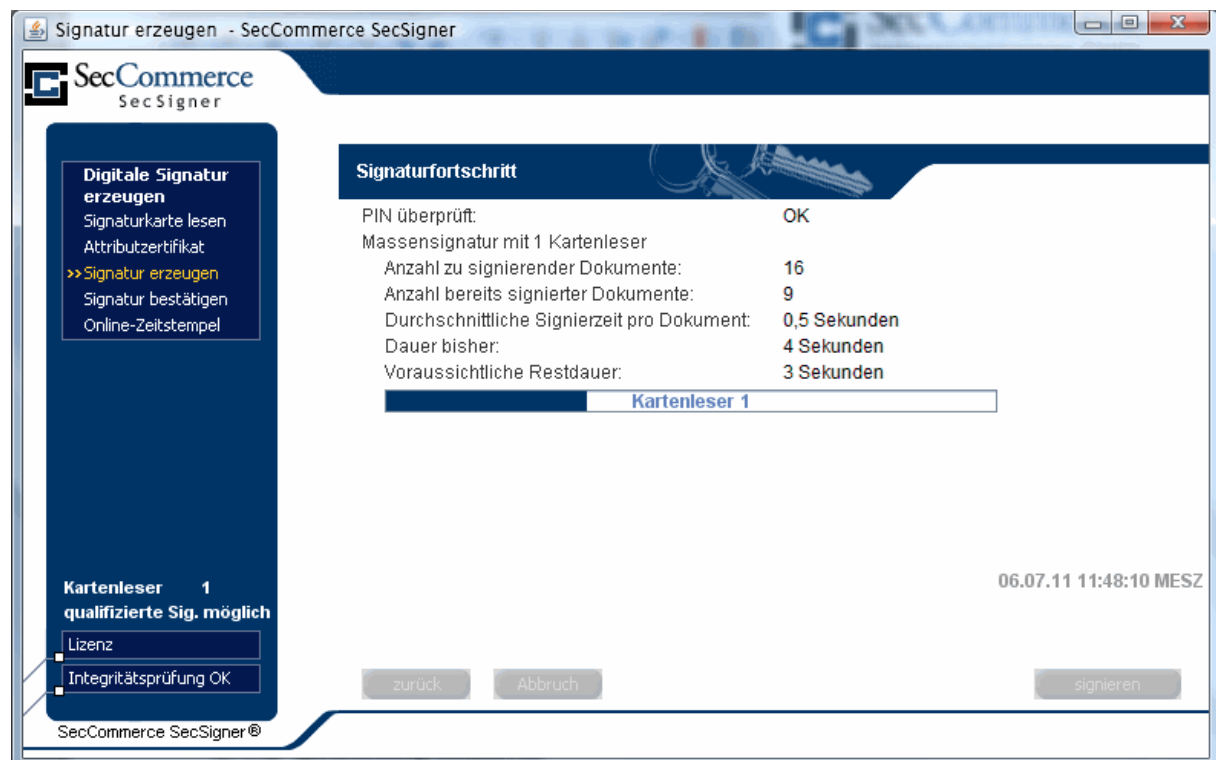 Signatur erzeugen - SecCommerce SecSigner
SecCommerce
SecSigner
Digitale Signatur
erzeugen
Signaturkarte lesen
Attributzertifikat
>>Signatur erzeugen
Signatur bestätigen
Online-Zeitstempel
Kartenleser 1
qualifizierte Sig. möglich
Lizenz
Integritätsprüfung OK
SecCommerce SecSigner®
Signaturfortschritt
PIN überprüft: OK
Massensignatur mit 1 Kartenleser
Anzahl zu signierender Dokumente: 16
Anzahl bereits signierter Dokumente: 9
Durchschnittliche Signierzeit pro Dokument: 0,5 Sekunden
Dauer bisher: 4 Sekunden
Voraussichtliche Restdauer: 3 Sekunden
Kartenleser 1
06.07.11 11:48:10 MESZ
zurück Abbruch signieren